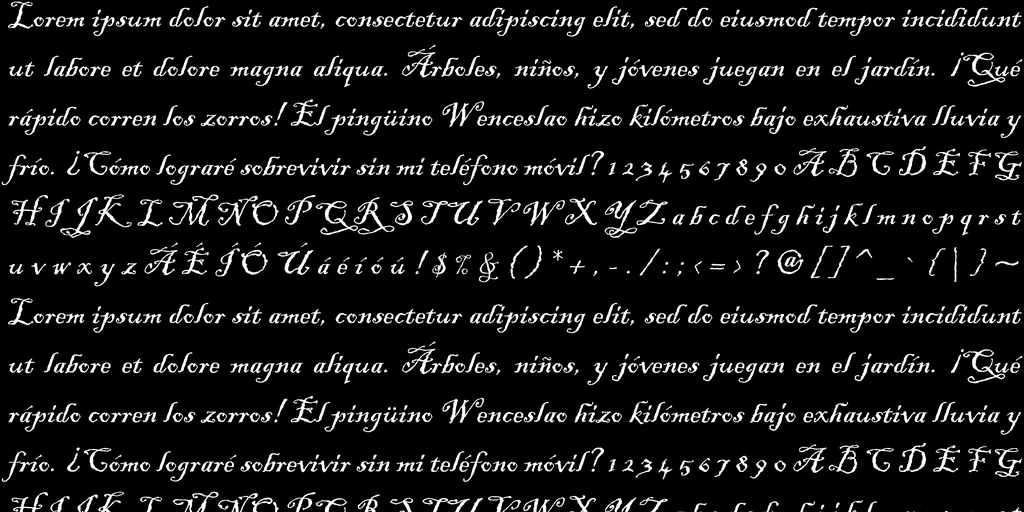 Lorem ipsum dolor sit amet, consectetur adipiscing elit, sed do eiusmod tempor incididunt
ut labore et dolore magna aliqua. Árboles, niños, y jóvenes juegan en el jardín. ¡Qué
rápido corren los zorros! El pingüino Wenceslao hizo kilómetros bajo exhaustiva lluvia y
frío. ¿Cómo lograré sobrevivir sin mi teléfono móvil? 1 2 3 4 5 6 7 8 9 0 A B C D E F G
H I J K L M N O P Q R S T U V W X Y Z a b c d e f g h i j k l m n o p q r s t
u v w x y z Á É Í Ó Ú á é í ó ú ! $ % & ( ) * + , - . / : ; < = > ? @ [ ] ^ _ ` { | } ~
Lorem ipsum dolor sit amet, consectetur adipiscing elit, sed do eiusmod tempor incididunt
ut labore et dolore magna aliqua. Árboles, niños, y jóvenes juegan en el jardín. ¡Qué
rápido corren los zorros! El pingüino Wenceslao hizo kilómetros bajo exhaustiva lluvia y
frío. ¿Cómo lograré sobrevivir sin mi teléfono móvil? 1 2 3 4 5 6 7 8 9 0 A B C D E F G